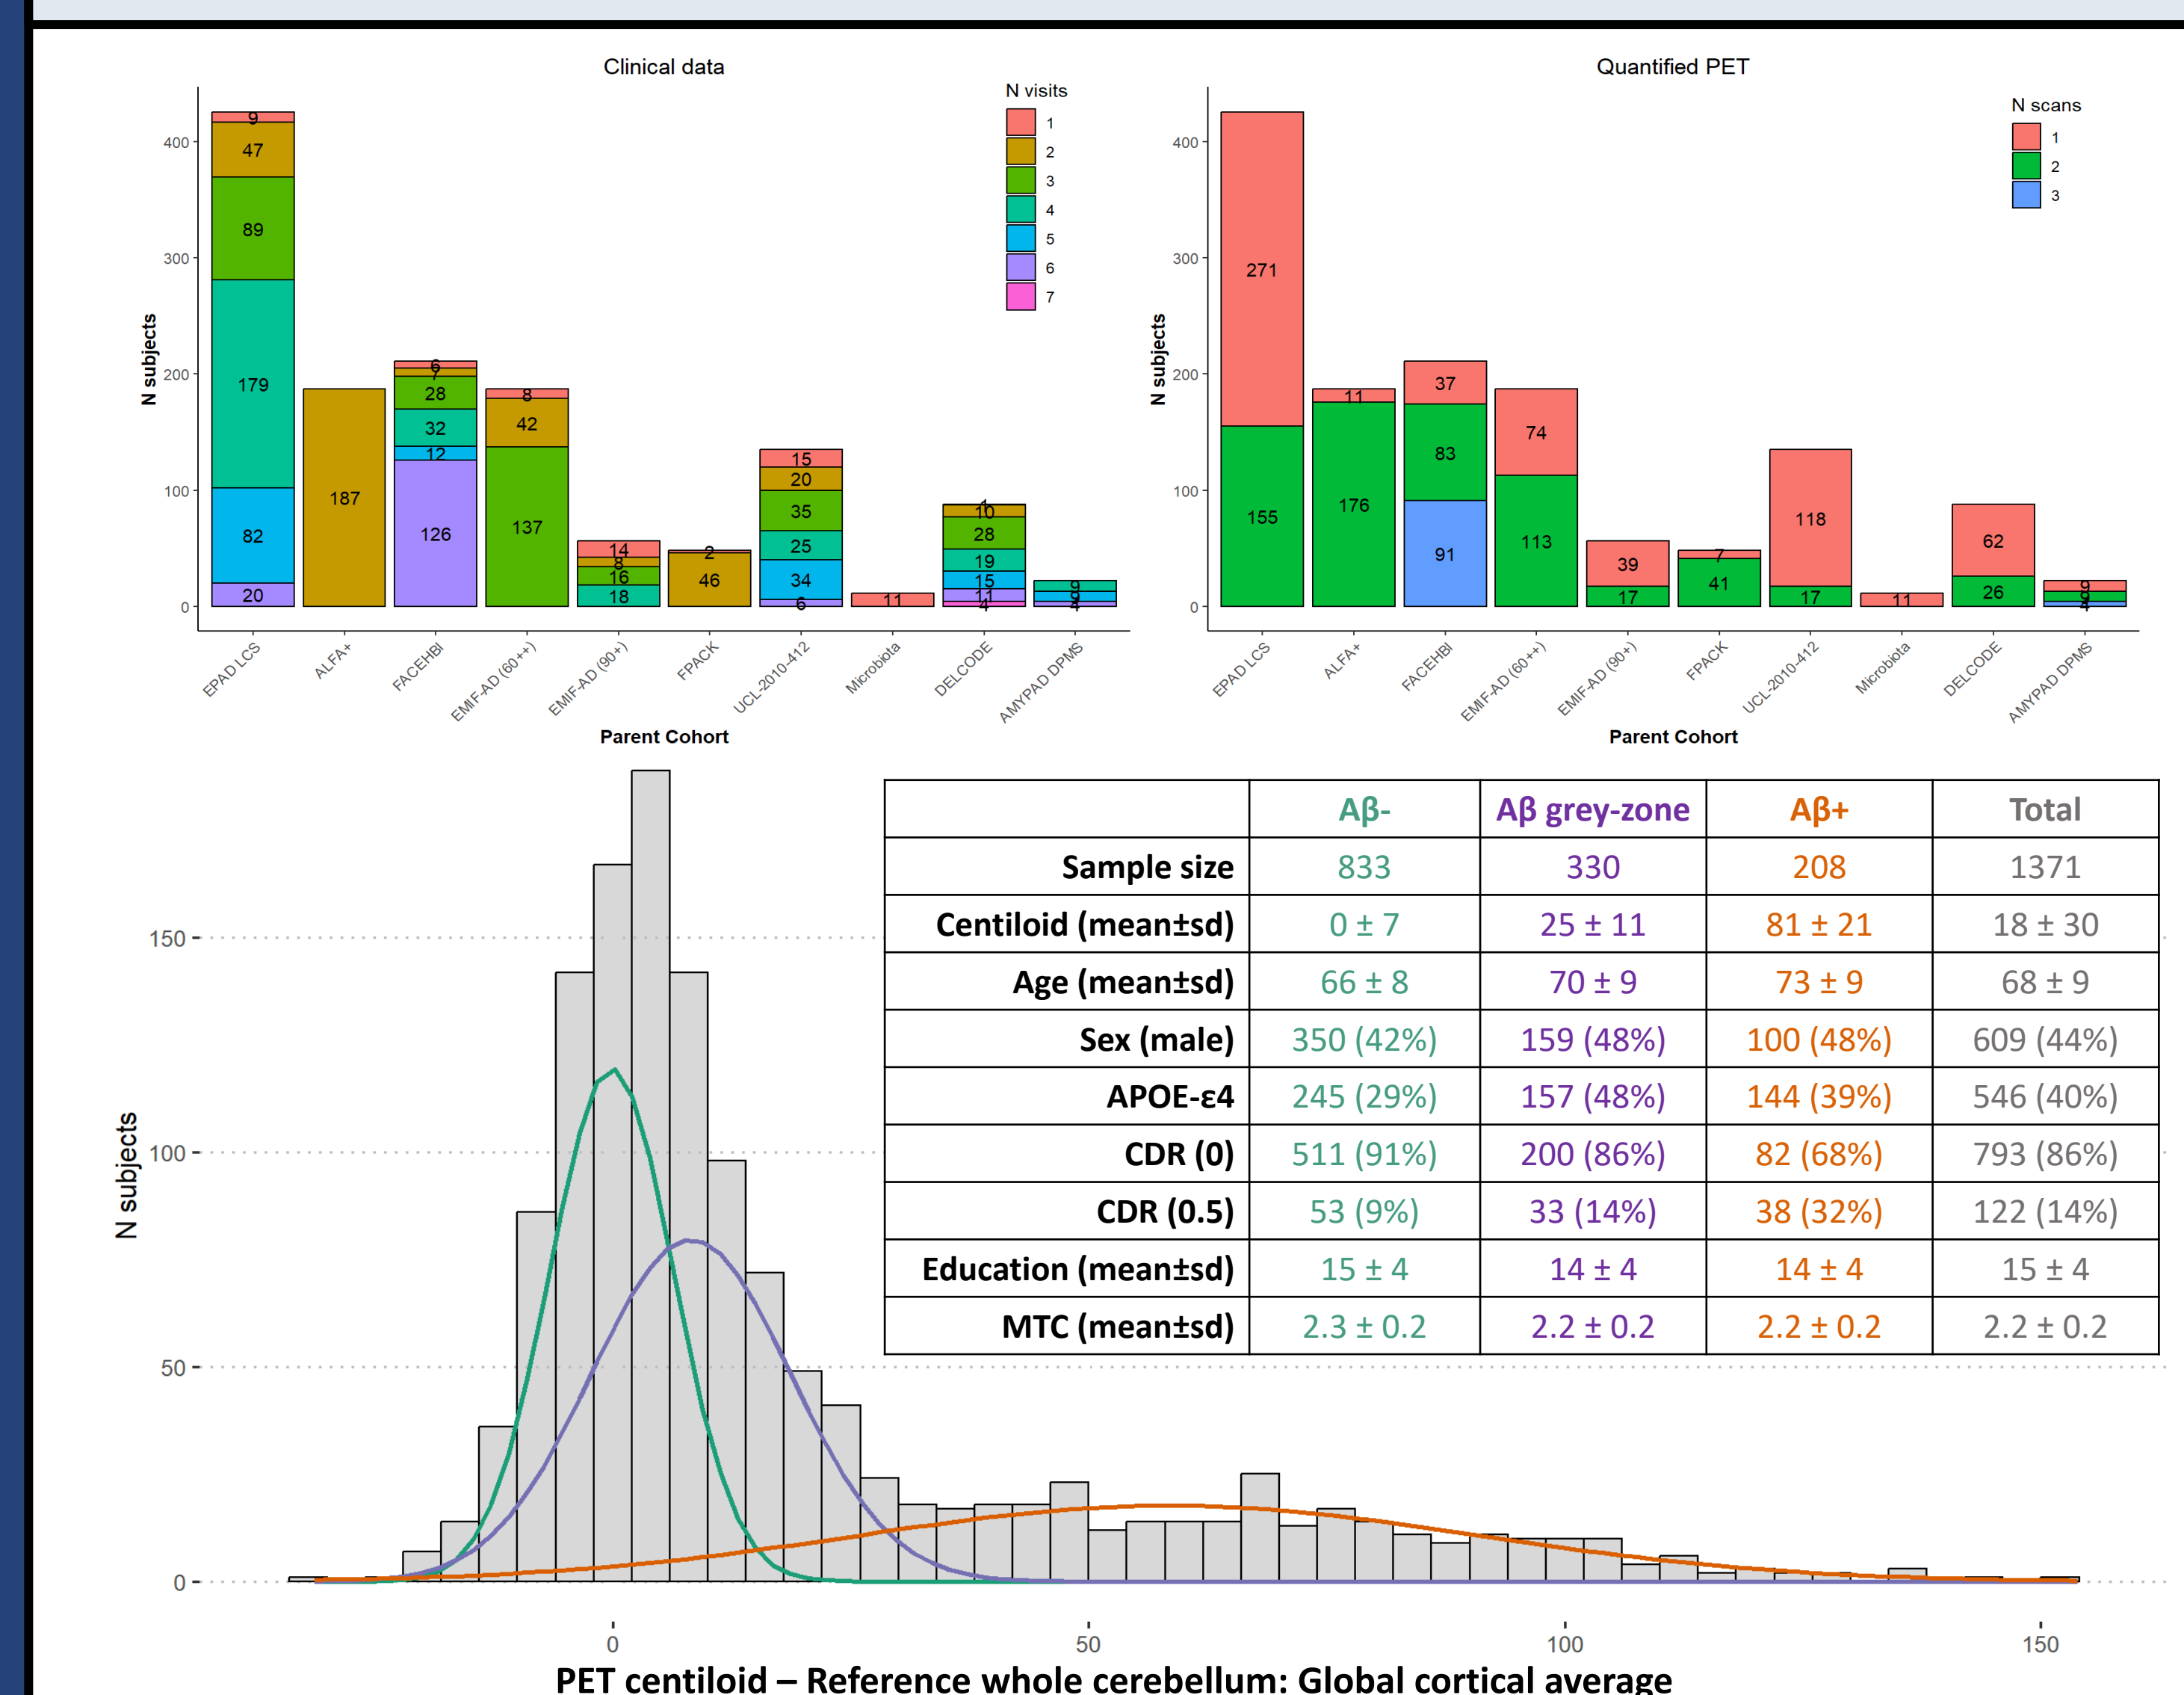 Clinical data
N visits
1
2
3
4
5
6
7
N subjects
400
300
200
100
0
9
47
89
179
82
20
187
6
7
28
32
12
126
8
42
137
14
8
16
18
2
46
15
20
35
25
34
6
11
1
10
28
19
15
11
4
9
9
4
EPAD LCS
ALFA+
FACEHBI
EMIF-AD (60++)
EMIF-AD (90+)
FPACK
UCL-2010-412
Microbiota
DELCODE
AMYPAD DPMS
Parent Cohort
Quantified PET
N scans
1
2
3
N subjects
400
300
200
100
0
271
155
11
176
37
83
91
74
113
39
17
7
41
118
17
11
62
26
9
9
4
EPAD LCS
ALFA+
FACEHBI
EMIF-AD (60++)
EMIF-AD (90+)
FPACK
UCL-2010-412
Microbiota
DELCODE
AMYPAD DPMS
Parent Cohort
Aβ- Aβ grey-zone Aβ+ Total
Sample size 833 330 208 1371
Centiloid (mean±sd) 0 ± 7 25 ± 11 81 ± 21 18 ± 30
Age (mean±sd) 66 ± 8 70 ± 9 73 ± 9 68 ± 9
Sex (male) 350 (42%) 159 (48%) 100 (48%) 609 (44%)
APOE-ε4 245 (29%) 157 (48%) 144 (39%) 546 (40%)
CDR (0) 511 (91%) 200 (86%) 82 (68%) 793 (86%)
CDR (0.5) 53 (9%) 33 (14%) 38 (32%) 122 (14%)
Education (mean±sd) 15 ± 4 14 ± 4 14 ± 4 15 ± 4
MTC (mean±sd) 2.3 ± 0.2 2.2 ± 0.2 2.2 ± 0.2 2.2 ± 0.2
N subjects
150
100
50
0
0 50 100 150
PET centiloid – Reference whole cerebellum: Global cortical average